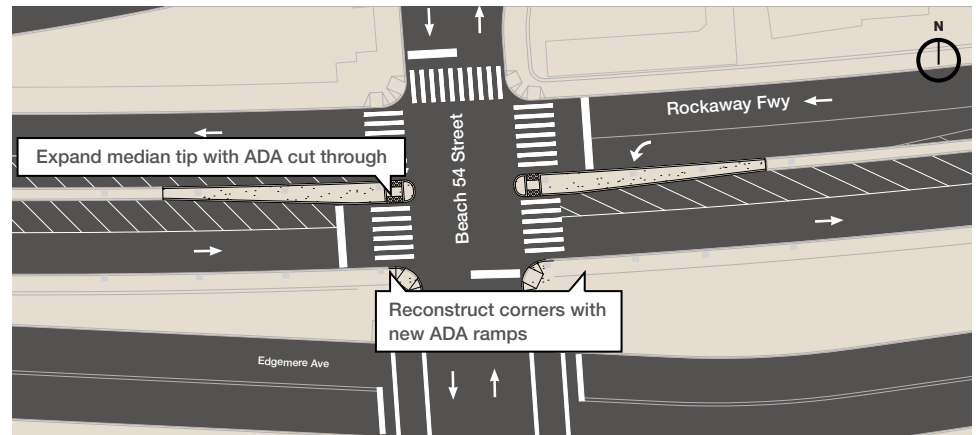 N
Rockaway Fwy
Expand median tip with ADA cut through
Beach 54 Street
Reconstruct corners with
new ADA ramps
Edgemere Ave